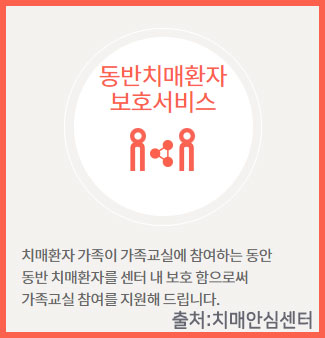 동반치매환자
보호서비스
치매환자 가족이 가족교실에 참여하는 동안
동반 치매환자를 센터 내 보호 함으로써
가족교실 참여를 지원해 드립니다.
출처:치매안심센터